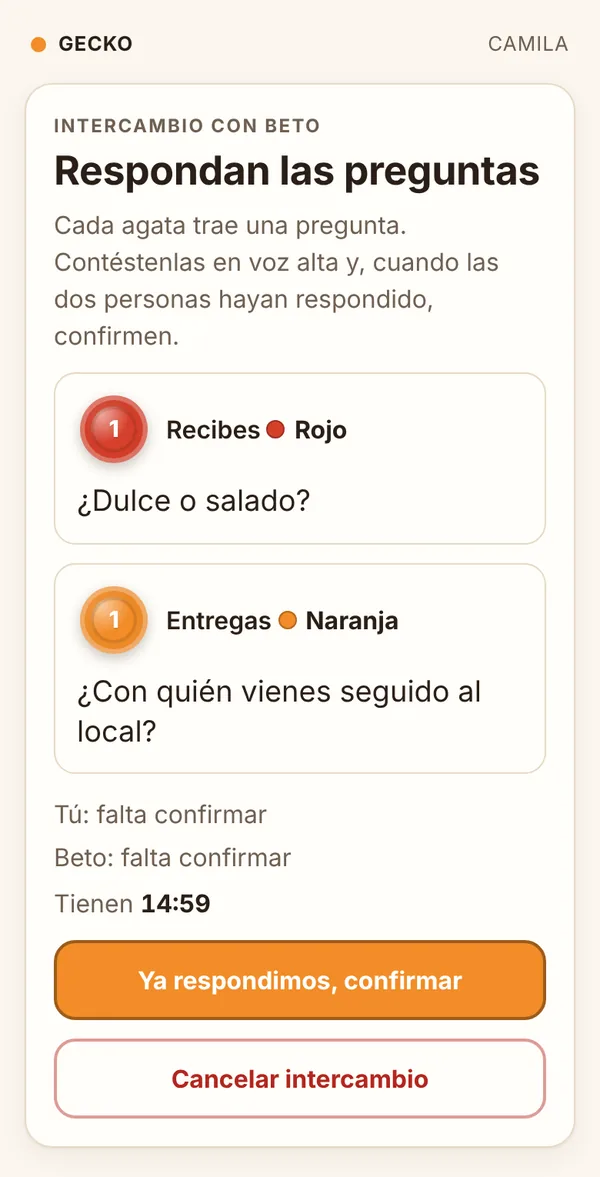 GECKO
CAMILA
INTERCAMBIO CON BETO
Respondan las preguntas
Cada agata trae una pregunta.
Contéstenlas en voz alta y, cuando las
dos personas hayan respondido,
confirmen.
1 Recibes Rojo
¿Dulce o salado?
1 Entregas Naranja
¿Con quién vienes seguido al
local?
Tú: falta confirmar
Beto: falta confirmar
Tienen 14:59
Ya respondimos, confirmar
Cancelar intercambio